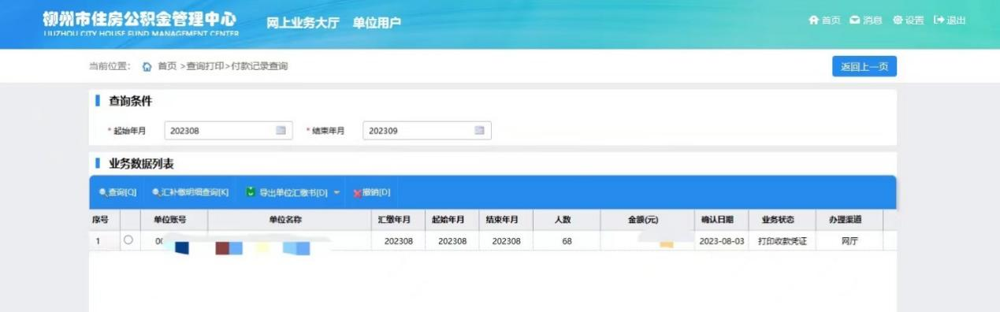 柳州市住房公积金管理中心 网上业务大厅 单位用户 首页 消息 设置 退出
LIUZHOU CITY HOUSE FUND MANAGEMENT CENTER
当前位置: 首页 >查询打印>付款记录查询 返回上一页
查询条件
*起始年月 202308 *结束年月 202309
业务数据列表
查询[Q] 汇补缴明细查询[K] 导出单位汇缴书[D] 撤销[D]
序号 单位账号 单位名称 汇缴年月 起始年月 结束年月 人数 金额(元) 确认日期 业务状态 办理渠道
1 202308 202308 202308 68 2023-08-03 打印收款凭证 网厅